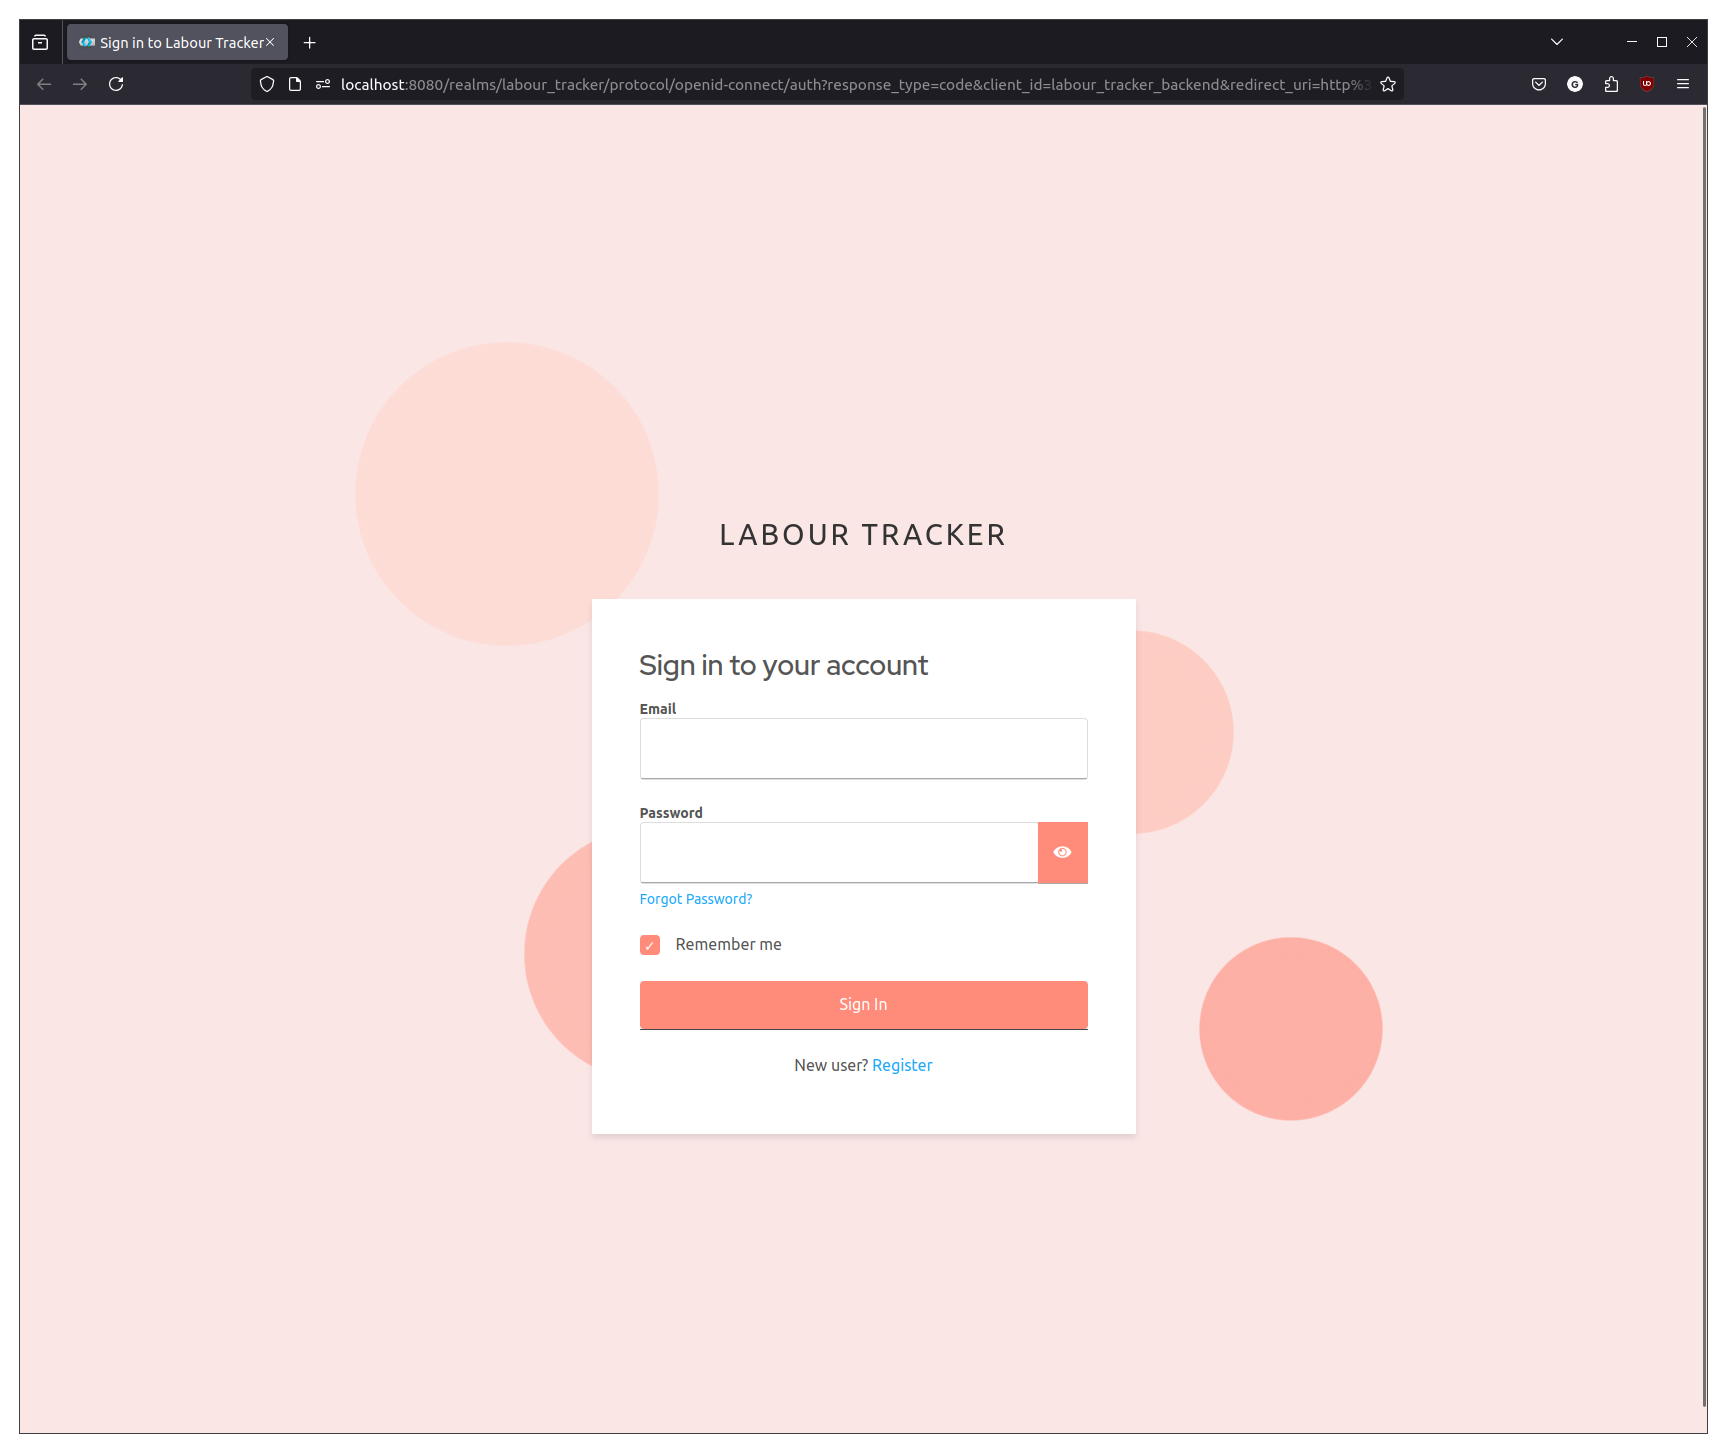 Sign in to Labour Tracker
localhost:8080/realms/labour_tracker/protocol/openid-connect/auth?response_type=code&client_id=labour_tracker_backend&redirect_uri=http%3
LABOUR TRACKER
Sign in to your account
Email
Password
Forgot Password?
Remember me
Sign In
New user? Register